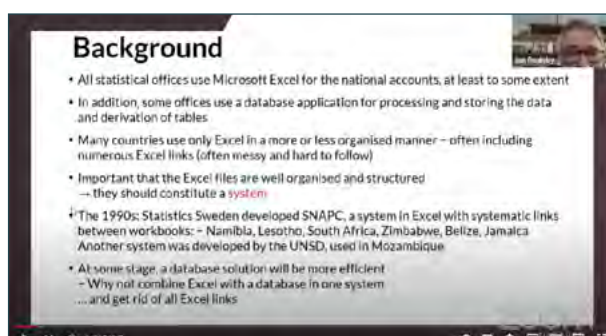 Background
• All statistical offices use Microsoft Excel for the national accounts, at least to some extent
• In addition, some offices use a database application for processing and storing the data
and derivation of tables
• Many countries use only Excel in a more or less organised manner – often including
numerous Excel links (often messy and hard to follow)
• Important that the Excel files are well organised and structured
→ they should constitute a system
• The 1990s: Statistics Sweden developed SNAPC, a system in Excel with systematic links
between workbooks: – Namibia, Lesotho, South Africa, Zimbabwe, Belize, Jamaica
Another system was developed by the UNSD, used in Mozambique
• At some stage, a database solution will be more efficient
– Why not combine Excel with a database in one system
... and get rid of all Excel links